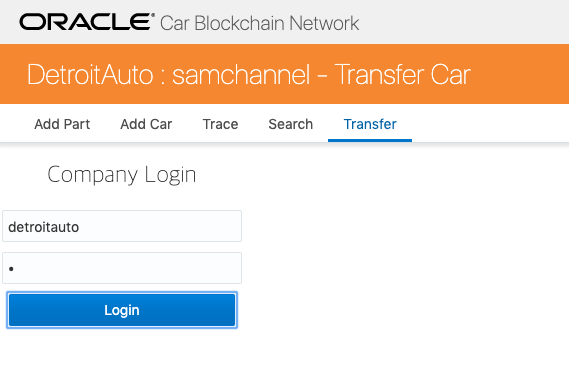 ORACLE® Car Blockchain Network
DetroitAuto : samchannel - Transfer Car
Add Part Add Car Trace Search Transfer
Company Login
detroitauto
•
Login